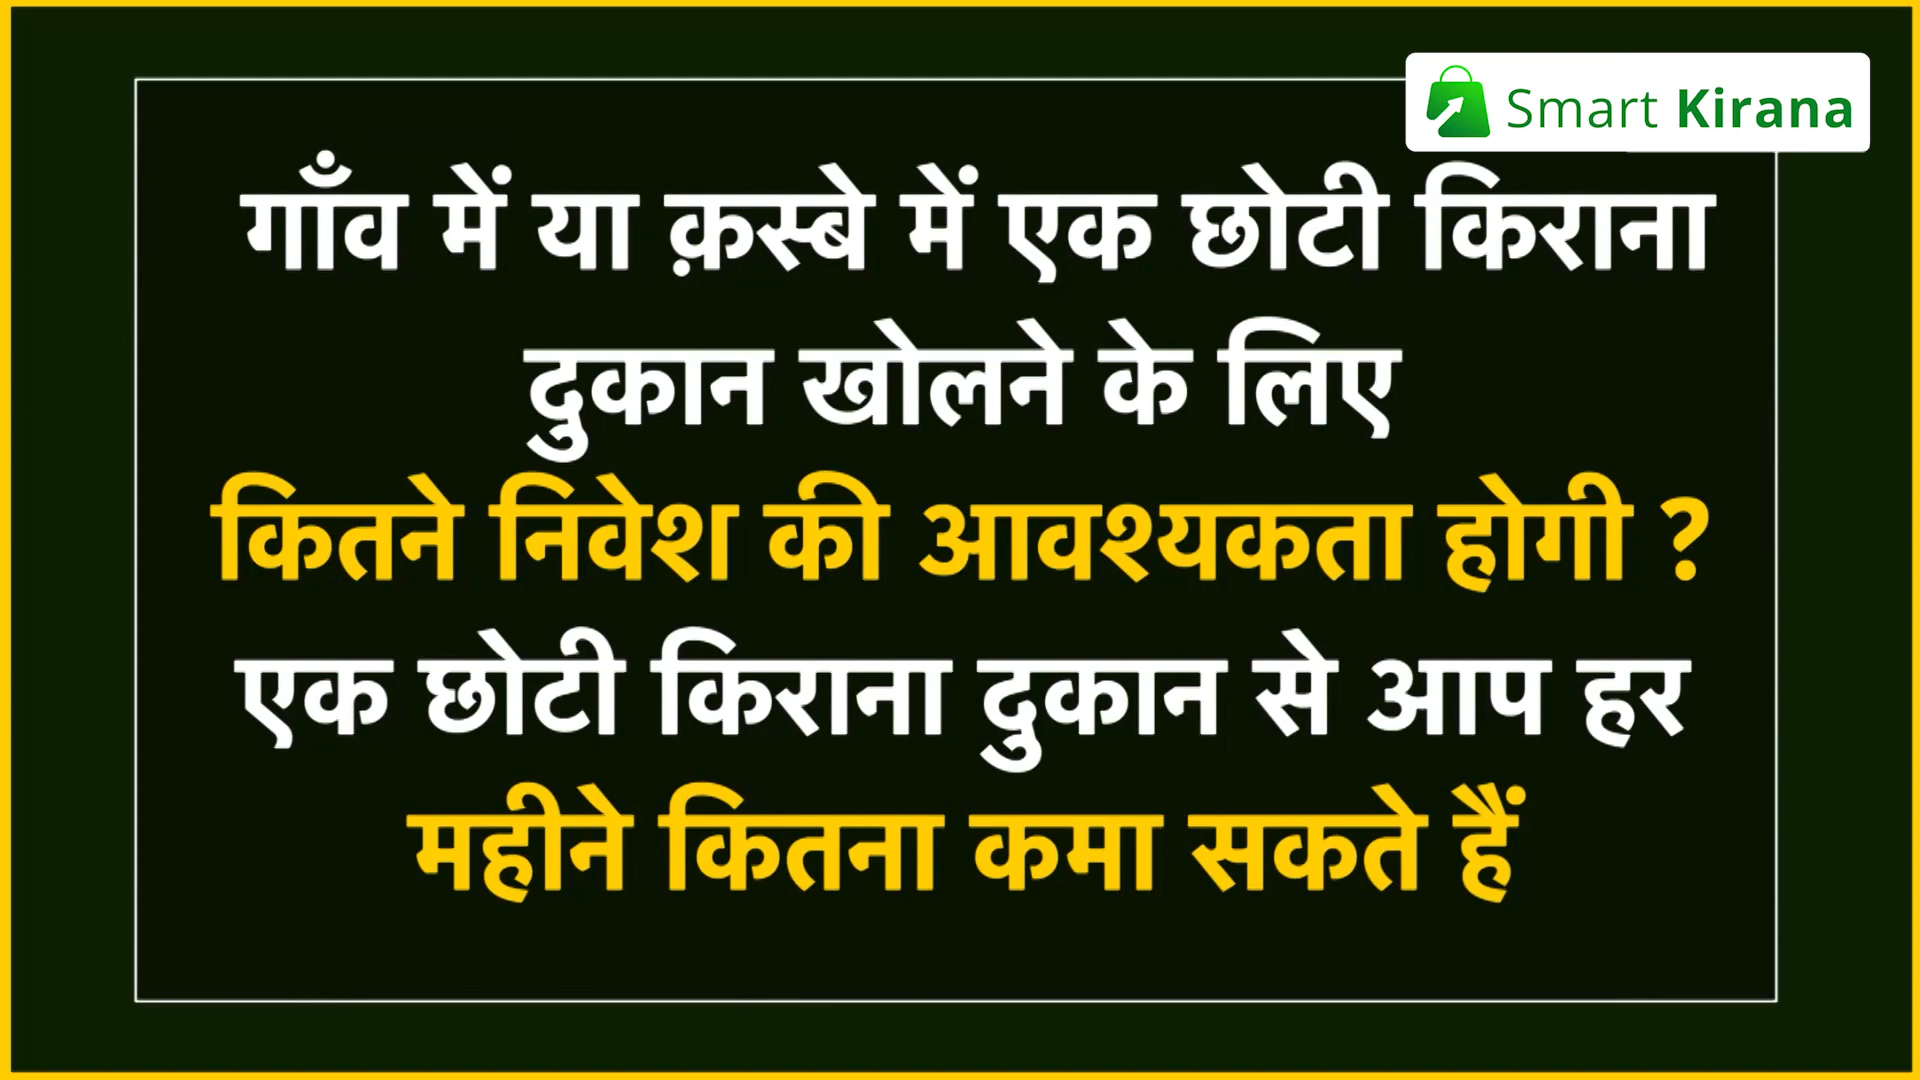 Smart Kirana
गाँव में या क़स्बे में एक छोटी किराना
दुकान खोलने के लिए
कितने निवेश की आवश्यकता होगी ?
एक छोटी किराना दुकान से आप हर
महीने कितना कमा सकते हैं